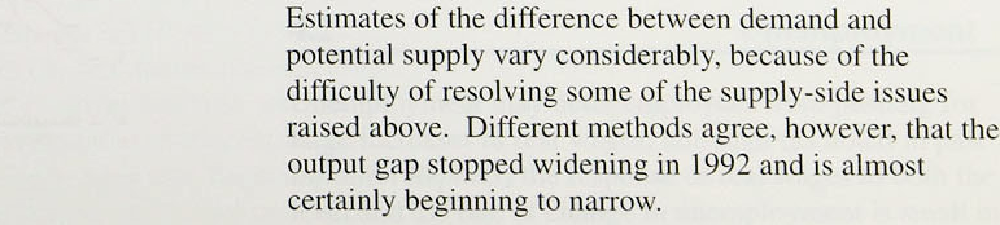 Estimates of the difference between demand and
potential supply vary considerably, because of the
difficulty of resolving some of the supply-side issues
raised above.  Different methods agree, however, that the
output gap stopped widening in 1992 and is almost
certainly beginning to narrow.